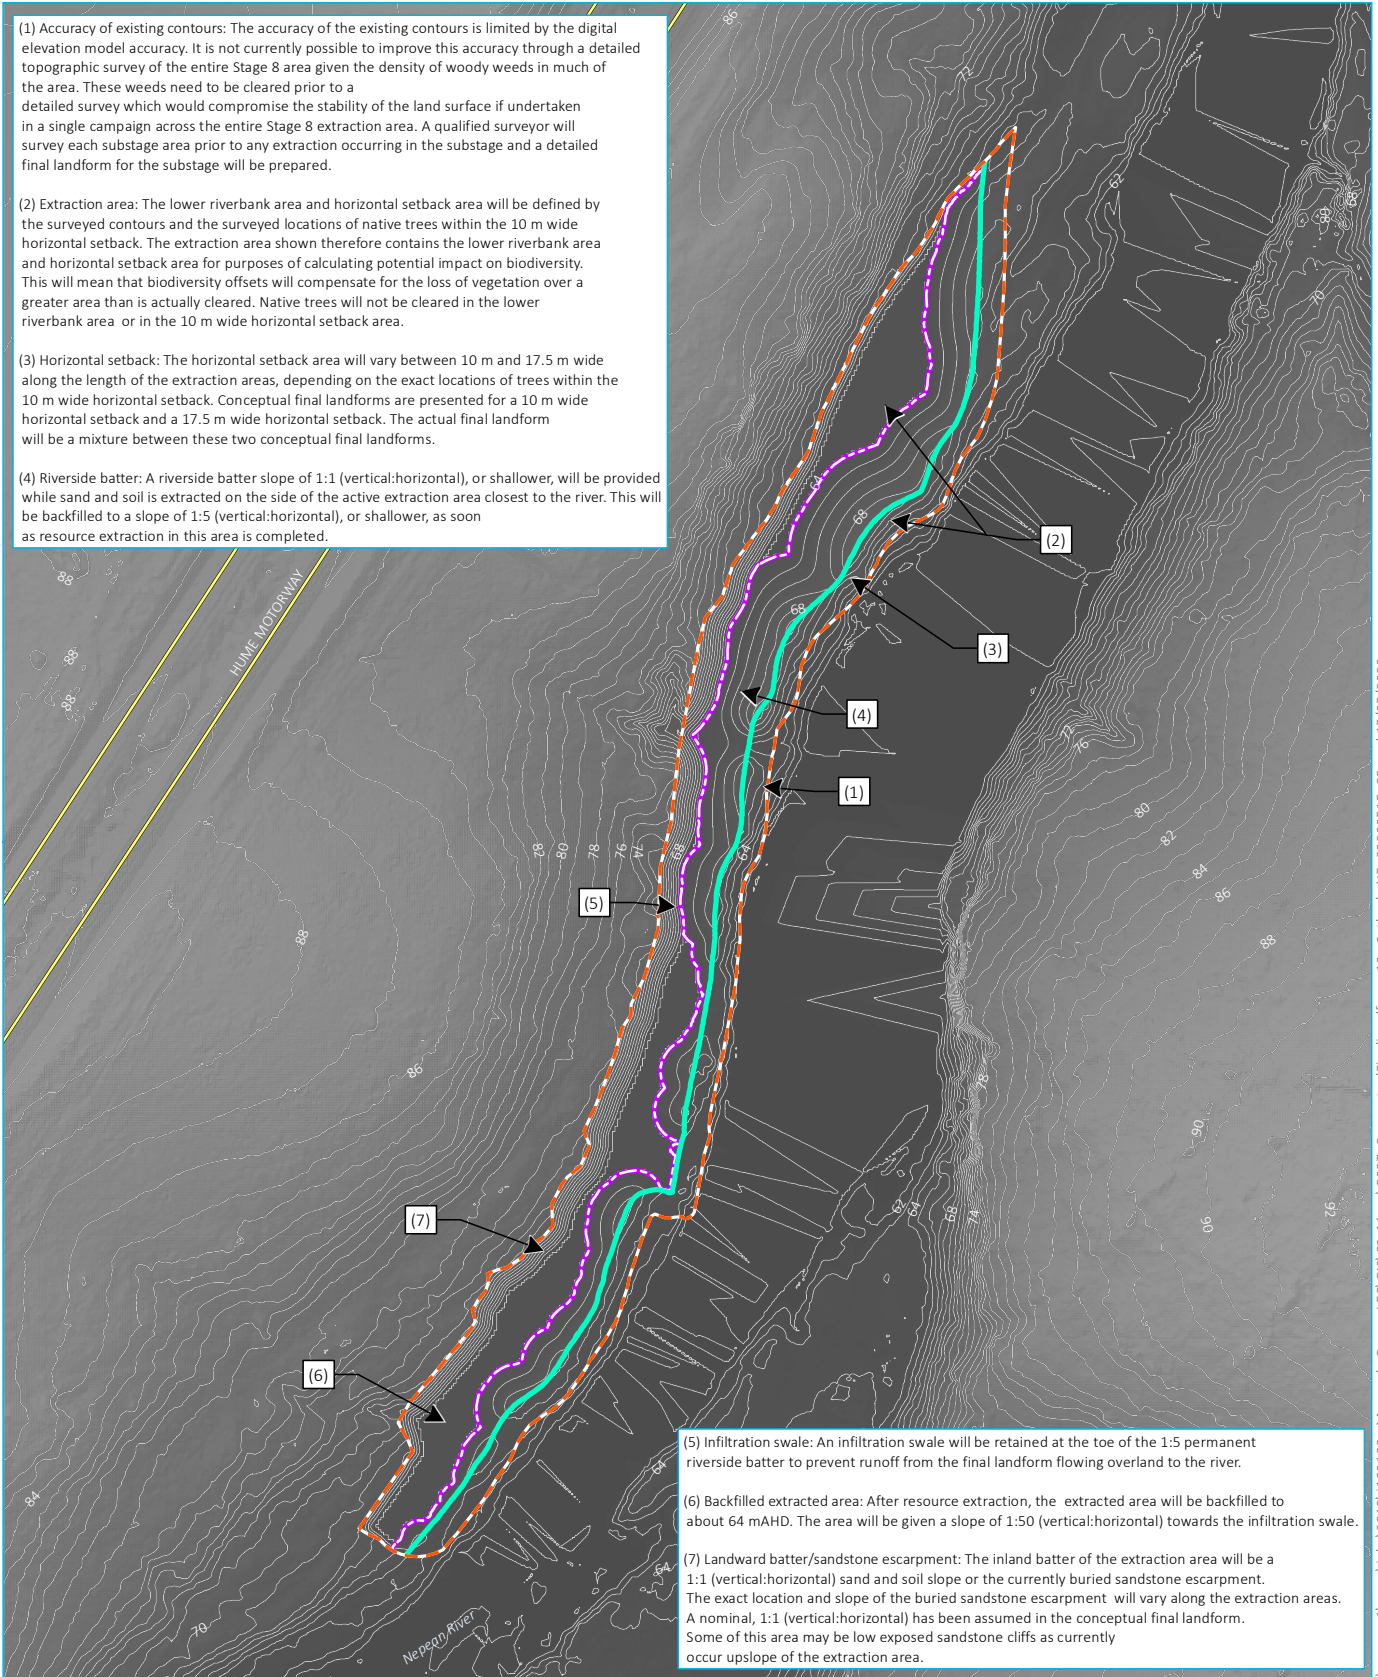 (1) Accuracy of existing contours: The accuracy of the existing contours is limited by the digital
elevation model accuracy. It is not currently possible to improve this accuracy through a detailed
topographic survey of the entire Stage 8 area given the density of woody weeds in much of
the area. These weeds need to be cleared prior to a
detailed survey which would compromise the stability of the land surface if undertaken
in a single campaign across the entire Stage 8 extraction area. A qualified surveyor will
survey each substage area prior to any extraction occurring in the substage and a detailed
final landform for the substage will be prepared.
(2) Extraction area: The lower riverbank area and horizontal setback area will be defined by
the surveyed contours and the surveyed locations of native trees within the 10 m wide
horizontal setback. The extraction area shown therefore contains the lower riverbank area
and horizontal setback area for purposes of calculating potential impact on biodiversity.
This will mean that biodiversity offsets will compensate for the loss of vegetation over a
greater area than is actually cleared. Native trees will not be cleared in the lower
riverbank area or in the 10 m wide horizontal setback area.
(3) Horizontal setback: The horizontal setback area will vary between 10 m and 17.5 m wide
along the length of the extraction areas, depending on the exact locations of trees within the
10 m wide horizontal setback. Conceptual final landforms are presented for a 10 m wide
horizontal setback and a 17.5 m wide horizontal setback. The actual final landform
will be a mixture between these two conceptual final landforms.
(4) Riverside batter: A riverside batter slope of 1:1 (vertical:horizontal), or shallower, will be provided
while sand and soil is extracted on the side of the active extraction area closest to the river. This will
be backfilled to a slope of 1:5 (vertical:horizontal), or shallower, as soon
as resource extraction in this area is completed.
86
72
62
68
68
70
64
68
(2)
88
HUME MOTORWAY
68
(3)
88
88
(4)
72
76
(1)
80
82
82
80
78
76
74
68
64
84
86
(5)
88
88
86
78
90
62
64
68
74
90
92
(7)
(6)
64
84
64
70
Nepean River
(5) Infiltration swale: An infiltration swale will be retained at the toe of the 1:5 permanent
riverside batter to prevent runoff from the final landform flowing overland to the river.
(6) Backfilled extracted area: After resource extraction, the extracted area will be backfilled to
about 64 mAHD. The area will be given a slope of 1:50 (vertical:horizontal) towards the infiltration swale.
(7) Landward batter/sandstone escarpment: The inland batter of the extraction area will be a
1:1 (vertical:horizontal) sand and soil slope or the currently buried sandstone escarpment.
The exact location and slope of the buried sandstone escarpment will vary along the extraction areas.
A nominal, 1:1 (vertical:horizontal) has been assumed in the conceptual final landform.
Some of this area may be low exposed sandstone cliffs as currently
occur upslope of the extraction area.